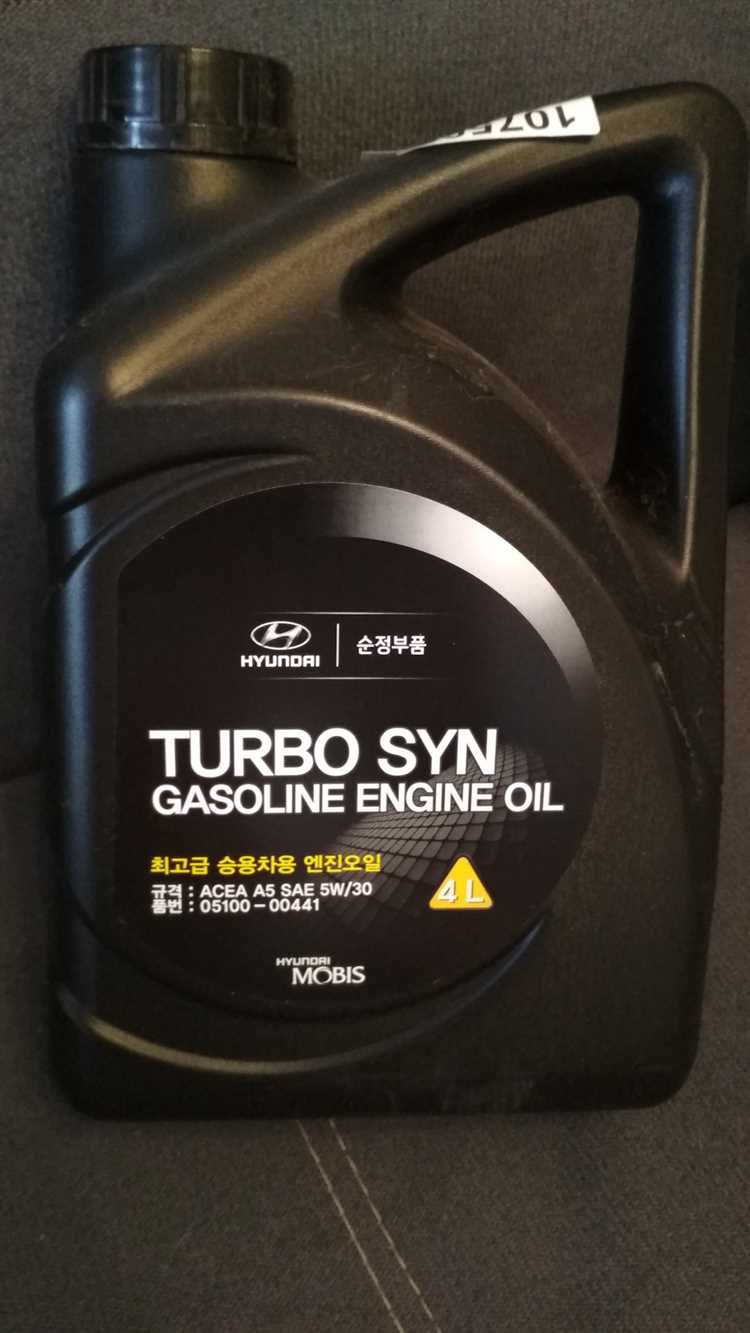 HYUNDAI
순정부품
TURBO SYN
GASOLINE ENGINE OIL
최고급 승용차용 엔진오일
규격 : ACEA A5 SAE 5W/30
품번 : 05100-00441
4 L
HYUNDAI
MOBIS